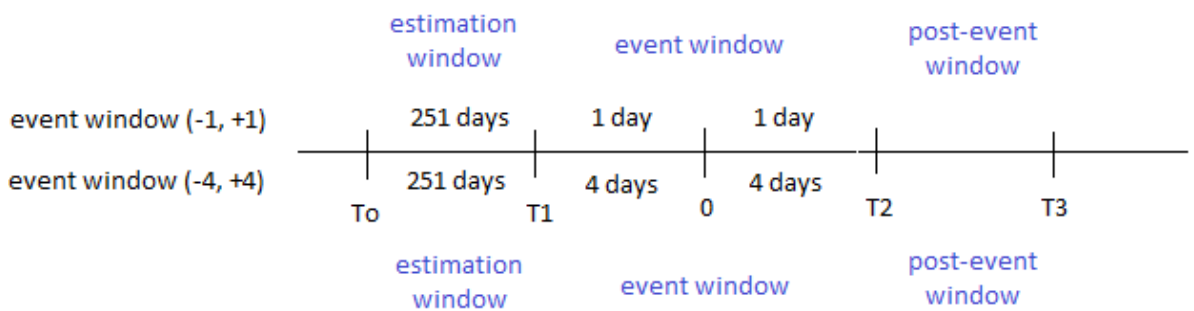 estimation
window
event window
post-event
window
event window (-1, +1)
251 days
1 day
1 day
event window (-4, +4)
251 days
4 days
4 days
To
T1
0
T2
T3
estimation
window
event window
post-event
window